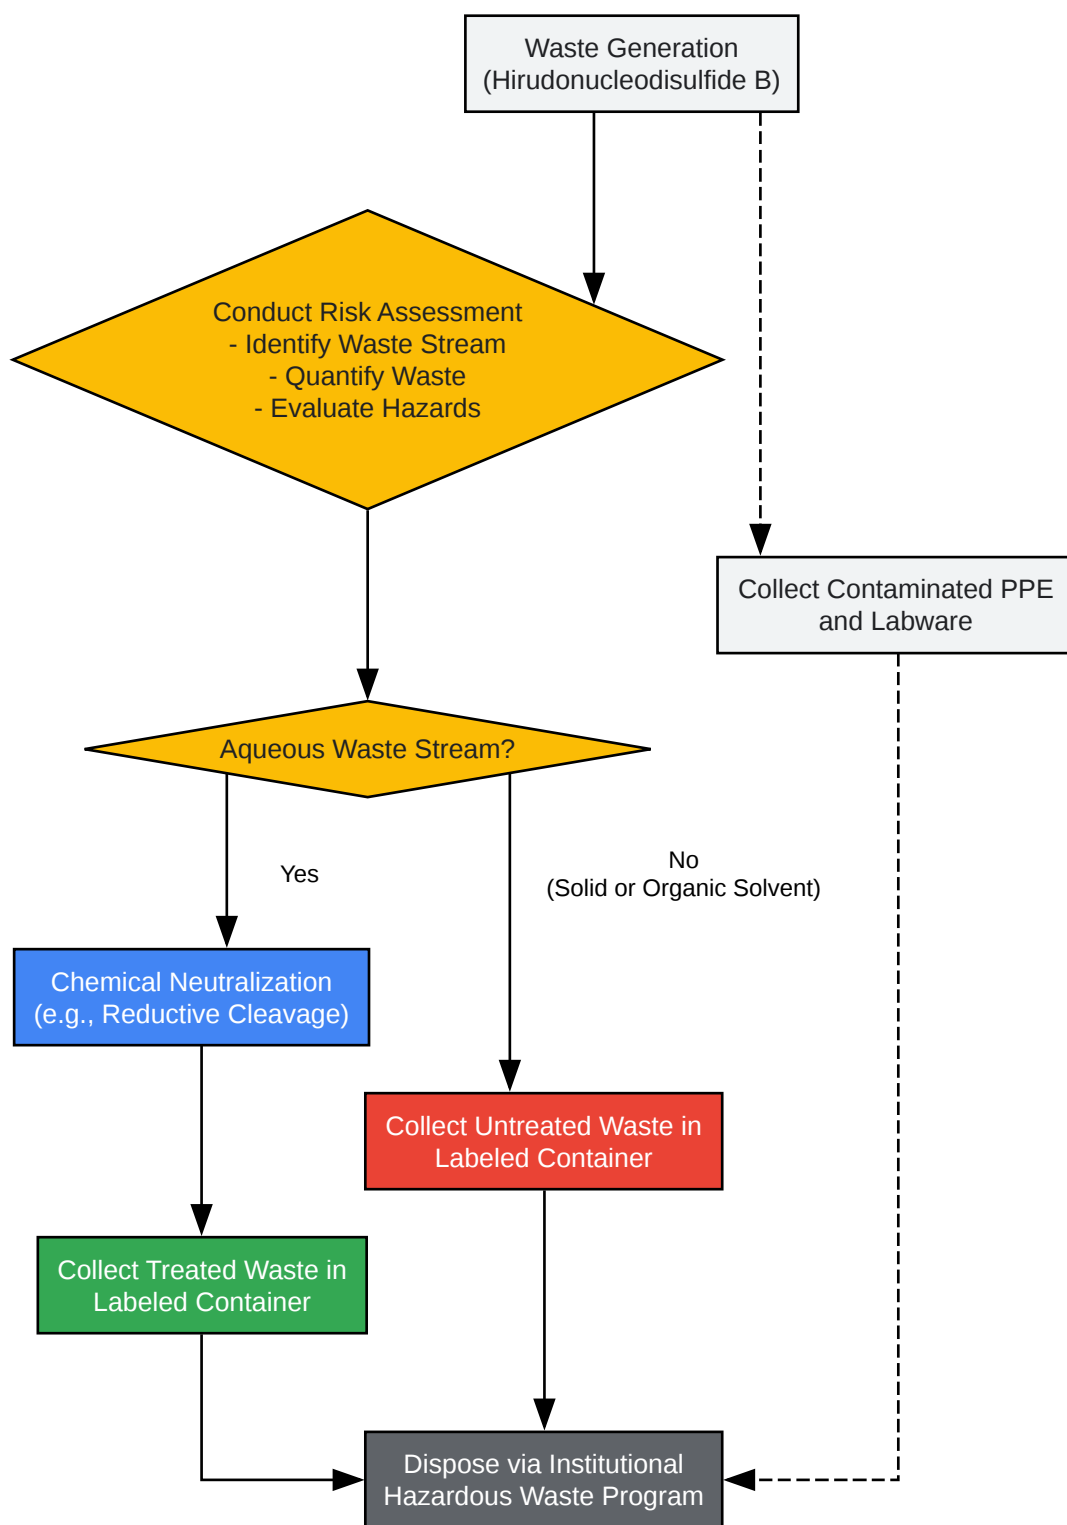 Waste Generation
(Hirudonucleodisulfide B)
Conduct Risk Assessment
- Identify Waste Stream
- Quantify Waste
- Evaluate Hazards
Collect Contaminated PPE
and Labware
Aqueous Waste Stream?
Yes
No
(Solid or Organic Solvent)
Chemical Neutralization
(e.g., Reductive Cleavage)
Collect Untreated Waste in
Labeled Container
Collect Treated Waste in
Labeled Container
Dispose via Institutional
Hazardous Waste Program